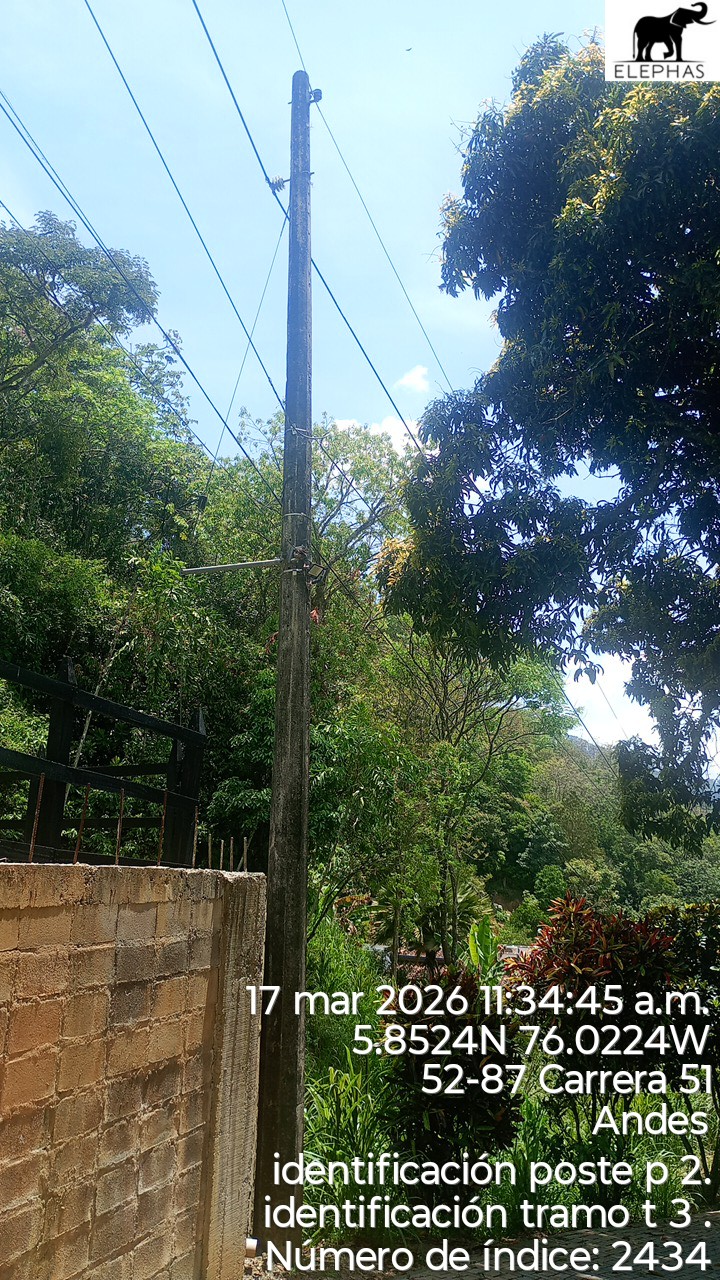 ELEPHAS
17 mar 2026 11:34:45 a.m.
5.8524N 76.0224W
52-87 Carrera 51
Andes
identificación poste p 2.
identificación tramo t 3 .
Número de índice: 2434